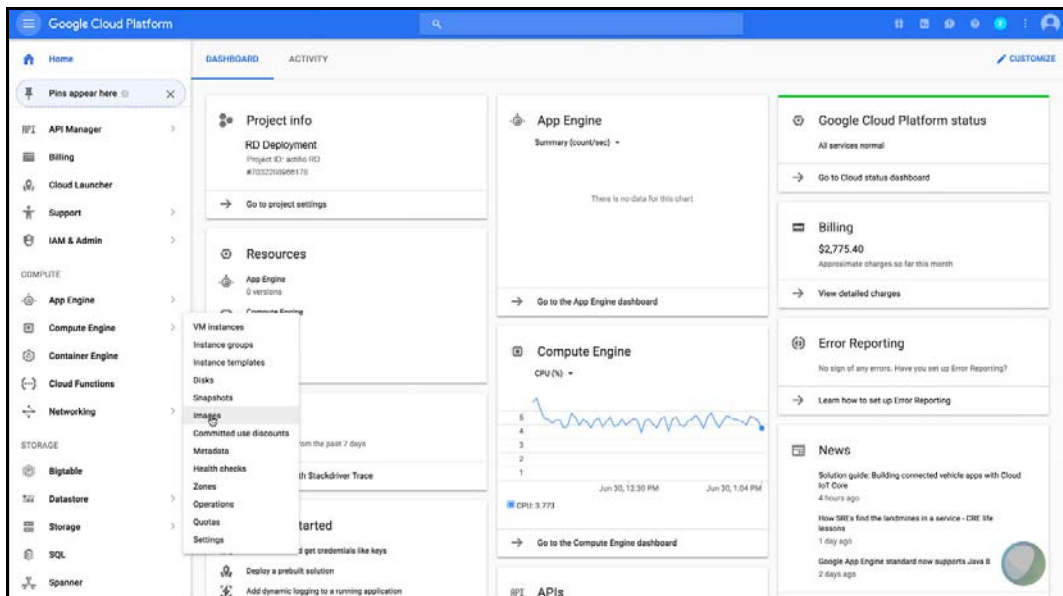 Google Cloud Platform
Home
Pins appear here
API Manager
Billing
Cloud Launcher
Support
IAM & Admin
COMPUTE
App Engine
Compute Engine
Container Engine
Cloud Functions
Networking
STORAGE
Bigtable
Datastore
Storage
SQL
Spanner
VM instances
Instance groups
Instance templates
Disks
Snapshots
Images
Committed use discounts
Metadata
Health checks
Zones
Operations
Quotas
Settings
DASHBOARD
ACTIVITY
CUSTOMIZE
Project info
RD Deployment
Project ID: actifio RD
#7032208966178
Go to project settings
Resources
App Engine
0 versions
Compute Engine
from the past 7 days
th Stackdriver Trace
tarted
d get credentials like keys
Deploy a prebuilt solution
Add dynamic logging to a running application
App Engine
Summary (count/sec)
There is no data for this chart
Go to the App Engine dashboard
Compute Engine
CPU (%)
5
4
3
2
1
Jun 30, 12:30 PM
Jun 30, 1:04 PM
CPU: 3.773
Go to the Compute Engine dashboard
API APIs
Google Cloud Platform status
All services normal
Go to Cloud status dashboard
Billing
$2,775.40
Approximate charges so far this month
View detailed charges
Error Reporting
No sign of any errors. Have you set up Error Reporting?
Learn how to set up Error Reporting
News
Solution guide: Building connected vehicle apps with Cloud
IoT Core
4 hours ago
How SREs find the landmines in a service - CRE life
lessons
1 day ago
Google App Engine standard now supports Java 8
2 days ago